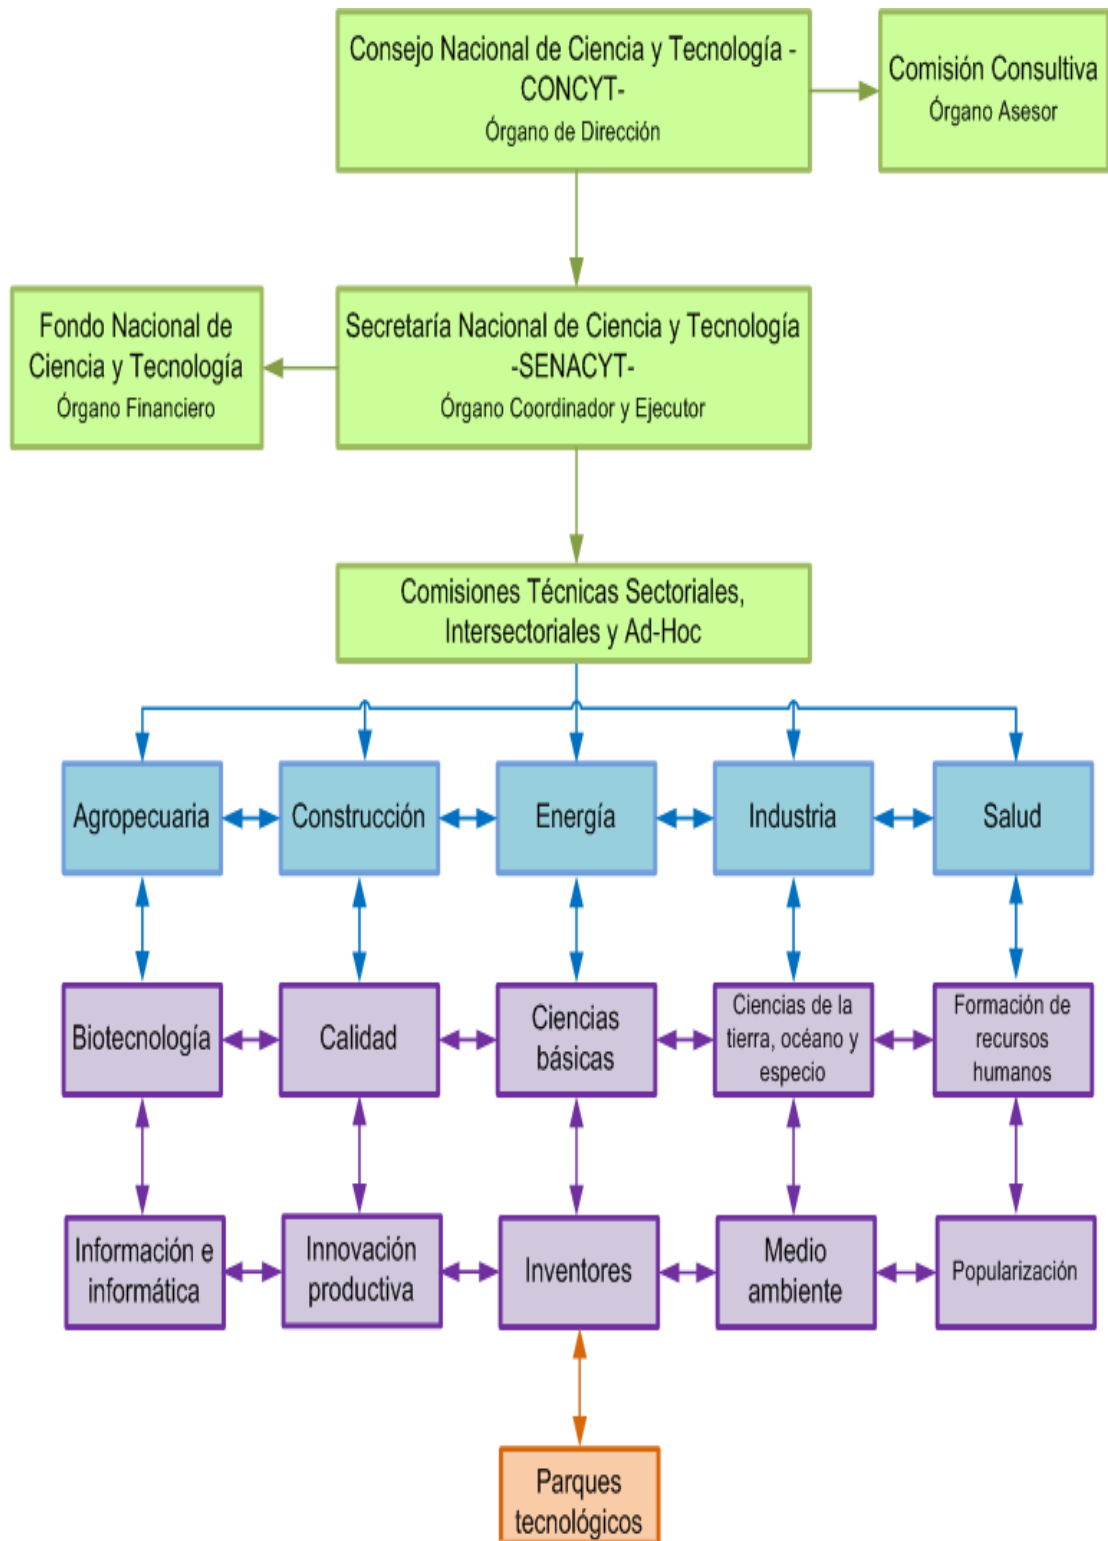 Consejo Nacional de Ciencia y Tecnología -
CONCYT-
Órgano de Dirección
Comisión Consultiva
Órgano Asesor
Fondo Nacional de
Ciencia y Tecnología
Órgano Financiero
Secretaría Nacional de Ciencia y Tecnología
-SENACYT-
Órgano Coordinador y Ejecutor
Comisiones Técnicas Sectoriales,
Intersectoriales y Ad-Hoc
Agropecuaria
Construcción
Energía
Industria
Salud
Biotecnología
Calidad
Ciencias
básicas
Ciencias de la
tierra, océano y
especio
Formación de
recursos
humanos
Información e
informática
Innovación
productiva
Inventores
Medio
ambiente
Popularización
Parques
tecnológicos